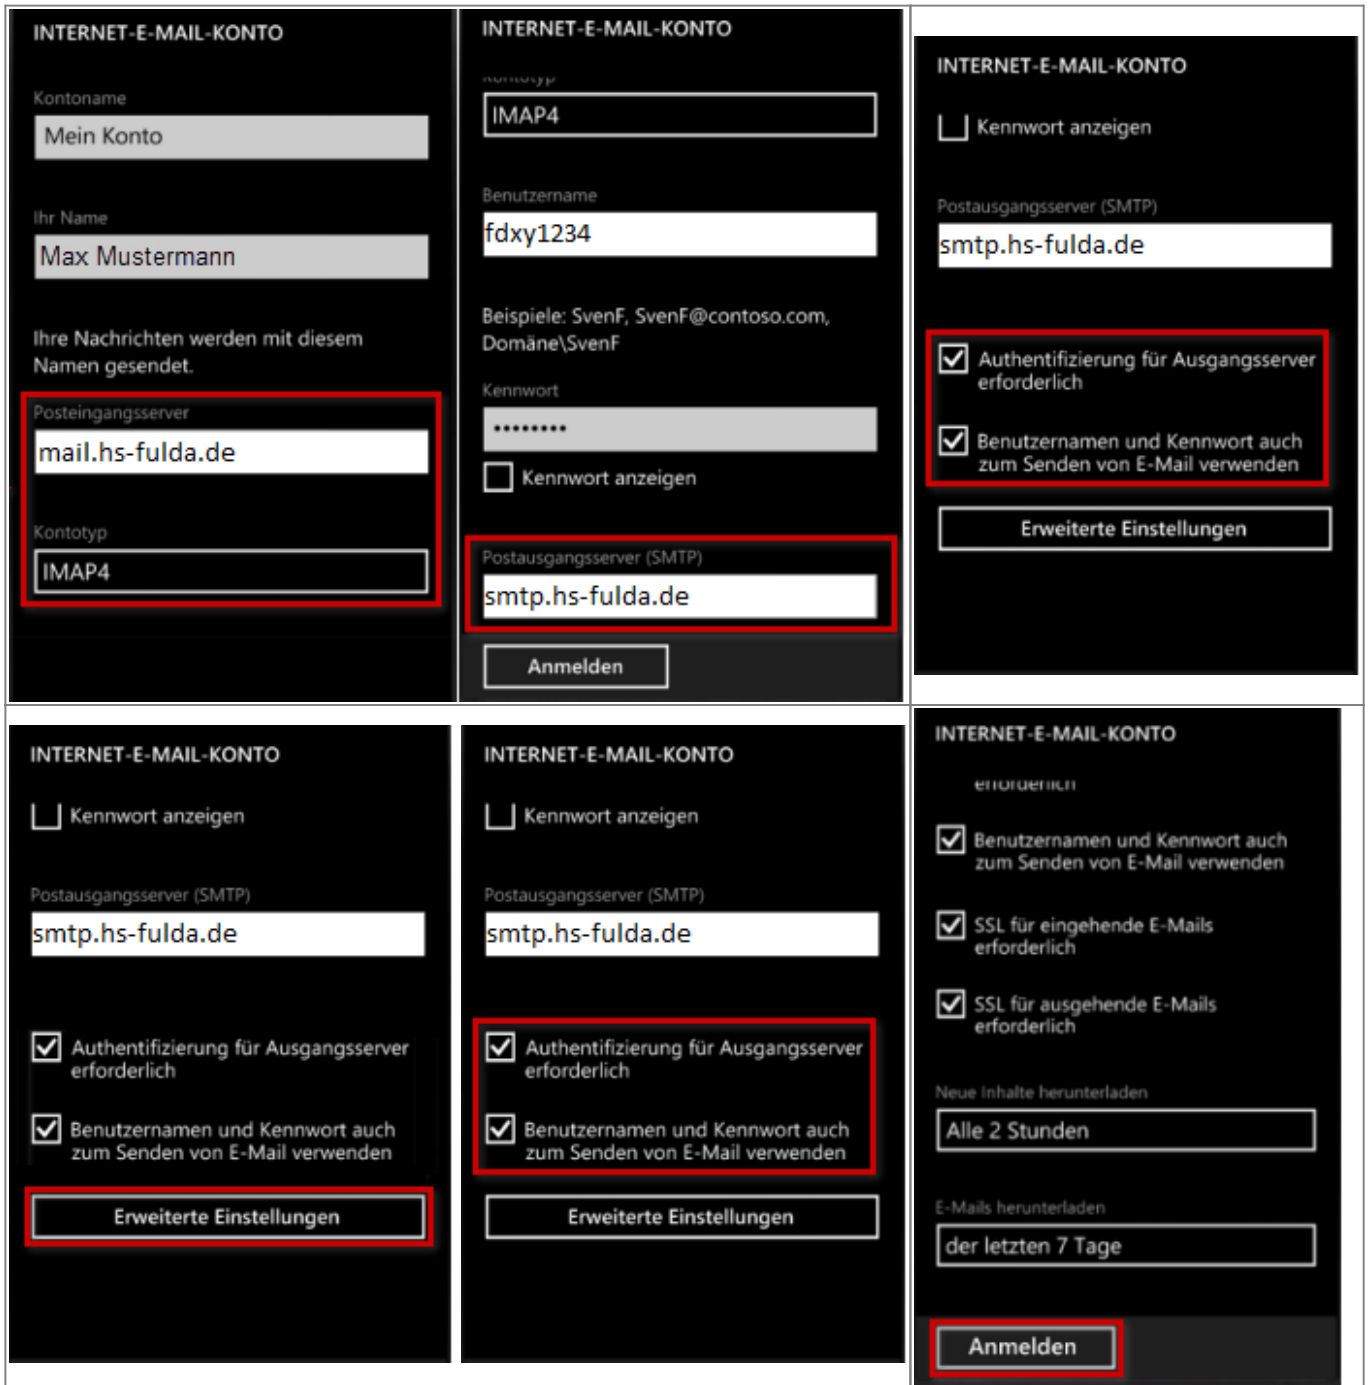 INTERNET-E-MAIL-KONTO
Kontoname
Mein Konto
Ihr Name
Max Mustermann
Ihre Nachrichten werden mit diesem
Namen gesendet.
Posteingangsserver
mail.hs-fulda.de
Kontotyp
IMAP4
INTERNET-E-MAIL-KONTO
Kontotyp
IMAP4
Benutzername
fdxy1234
Beispiele: SvenF, SvenF@contoso.com,
Domäne\SvenF
Kennwort
••••••••
Kennwort anzeigen
Postausgangsserver (SMTP)
smtp.hs-fulda.de
Anmelden
INTERNET-E-MAIL-KONTO
Kennwort anzeigen
Postausgangsserver (SMTP)
smtp.hs-fulda.de
Authentifizierung für Ausgangsserver
erforderlich
Benutzernamen und Kennwort auch
zum Senden von E-Mail verwenden
Erweiterte Einstellungen
INTERNET-E-MAIL-KONTO
Kennwort anzeigen
Postausgangsserver (SMTP)
smtp.hs-fulda.de
Authentifizierung für Ausgangsserver
erforderlich
Benutzernamen und Kennwort auch
zum Senden von E-Mail verwenden
Erweiterte Einstellungen
INTERNET-E-MAIL-KONTO
Kennwort anzeigen
Postausgangsserver (SMTP)
smtp.hs-fulda.de
Authentifizierung für Ausgangsserver
erforderlich
Benutzernamen und Kennwort auch
zum Senden von E-Mail verwenden
Erweiterte Einstellungen
INTERNET-E-MAIL-KONTO
erforderlich
Benutzernamen und Kennwort auch
zum Senden von E-Mail verwenden
SSL für eingehende E-Mails
erforderlich
SSL für ausgehende E-Mails
erforderlich
Neue Inhalte herunterladen
Alle 2 Stunden
E-Mails herunterladen
der letzten 7 Tage
Anmelden